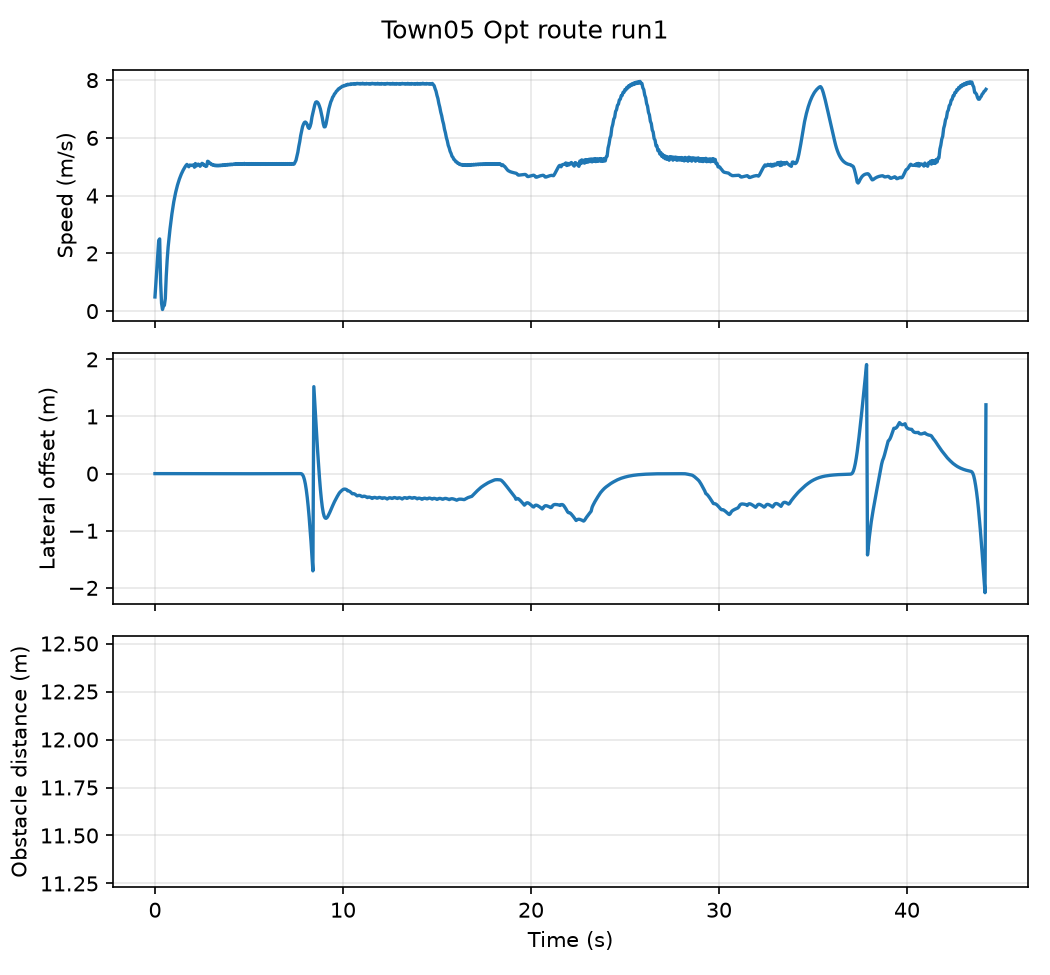 Town05 Opt route run1
8
6
4
2
0
Speed (m/s)
2
1
0
−1
−2
Lateral offset (m)
12.50
12.25
12.00
11.75
11.50
11.25
Obstacle distance (m)
0 10 20 30 40
Time (s)